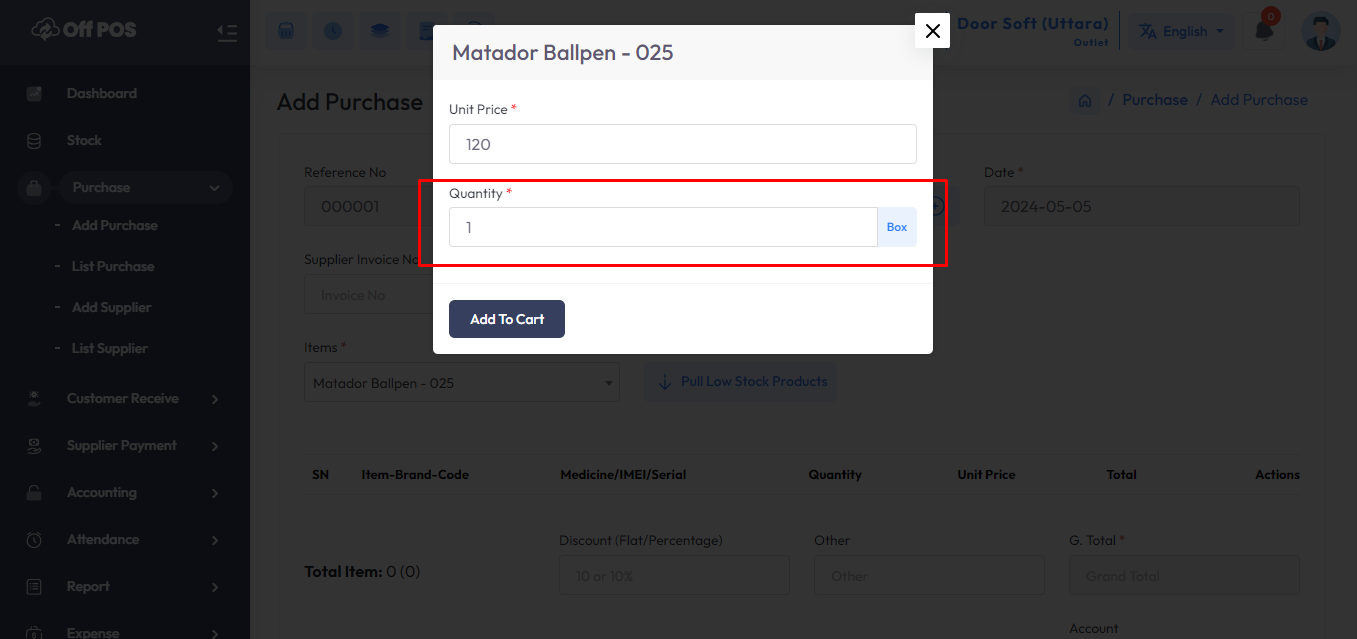 Off POS
Door Soft (Uttara)
Outlet
English
0
Dashboard
Stock
Purchase
- Add Purchase
- List Purchase
- Add Supplier
- List Supplier
Customer Receive
Supplier Payment
Accounting
Attendance
Report
Expense
Add Purchase
/ Purchase / Add Purchase
Matador Ballpen - 025
Unit Price *
120
Quantity *
1
Box
Add To Cart
Reference No
000001
Date *
2024-05-05
Supplier Invoice No
Invoice No
Items *
Matador Ballpen - 025
Pull Low Stock Products
SN Item-Brand-Code Medicine/IMEI/Serial Quantity Unit Price Total Actions
Total Item: 0 (0)
Discount (Flat/Percentage)
10 or 10%
Other
Other
G. Total *
Grand Total
Account